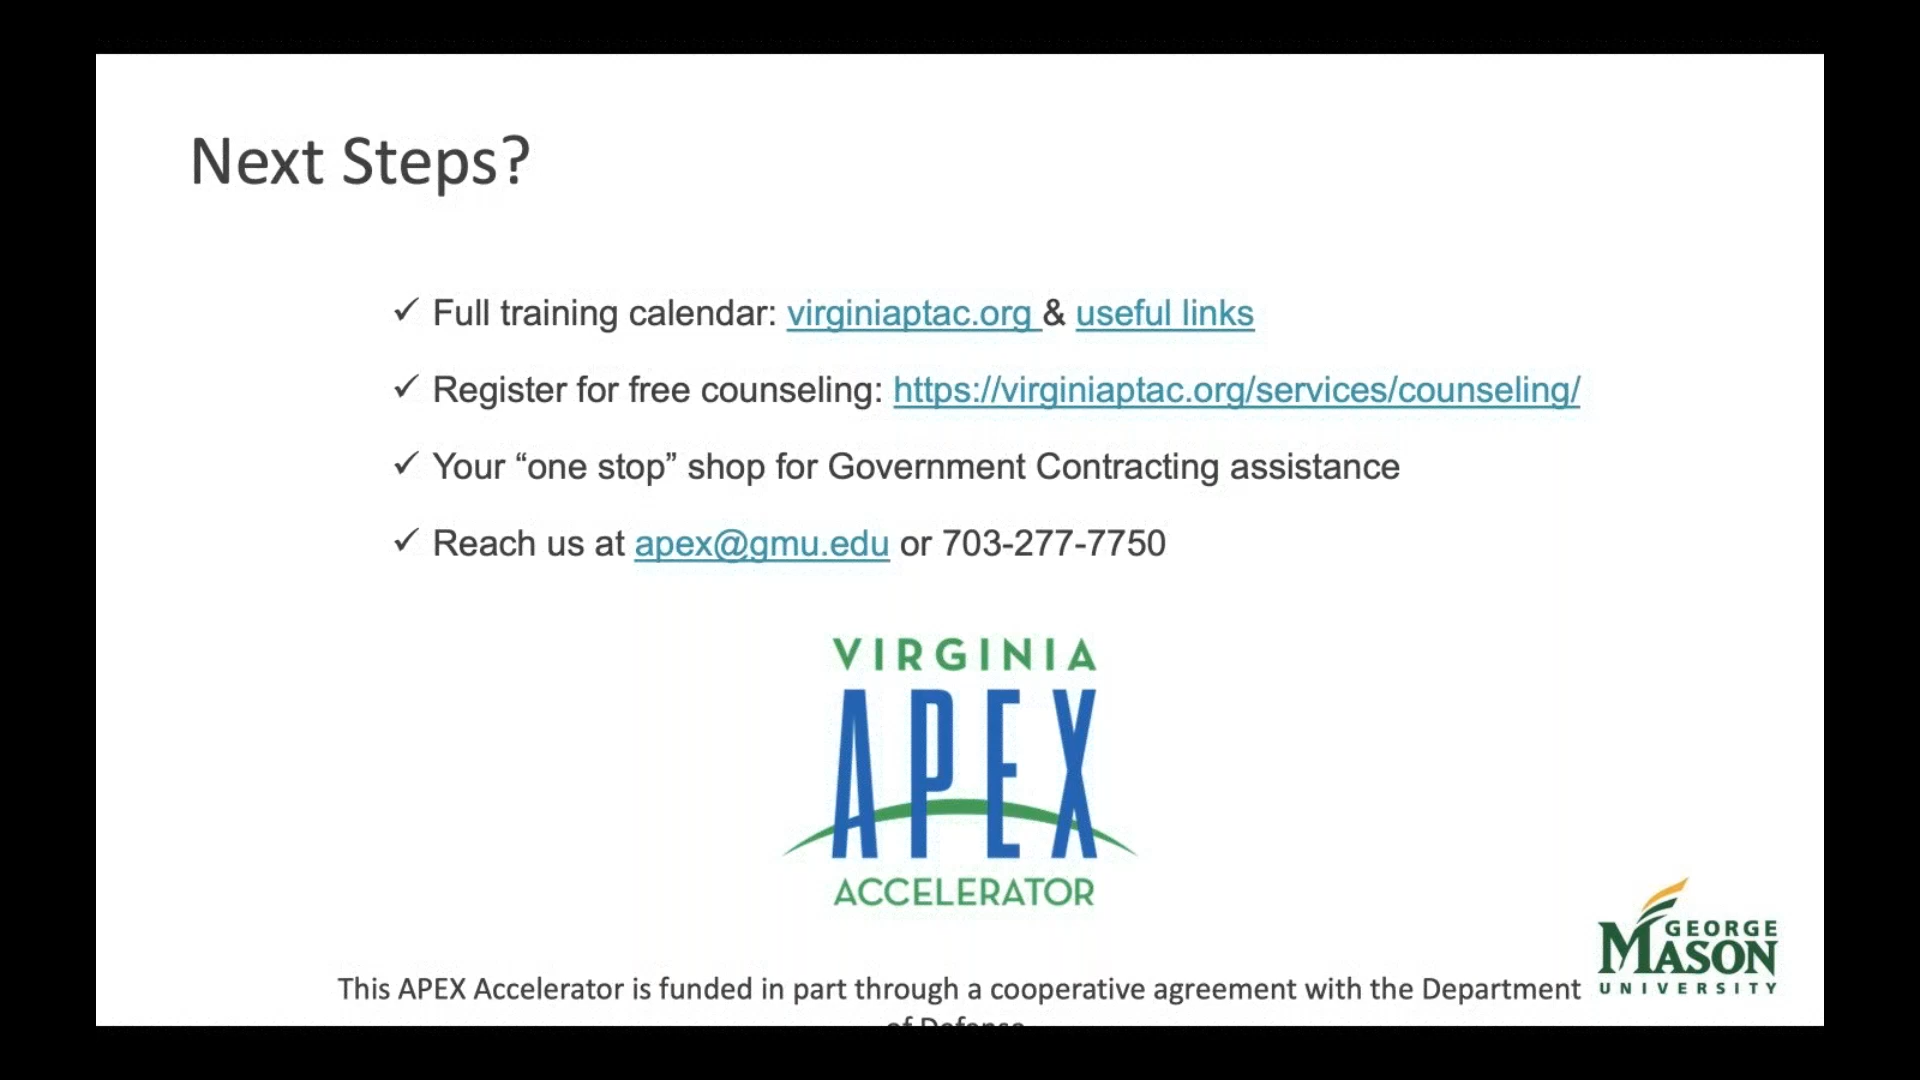 Next Steps?
✓ Full training calendar: virginiaptac.org & useful links
✓ Register for free counseling: https://virginiaptac.org/services/counseling/
✓ Your “one stop” shop for Government Contracting assistance
✓ Reach us at apex@gmu.edu or 703-277-7750
VIRGINIA
APEX
ACCELERATOR
GEORGE
MASON
UNIVERSITY
This APEX Accelerator is funded in part through a cooperative agreement with the Department
of Defense